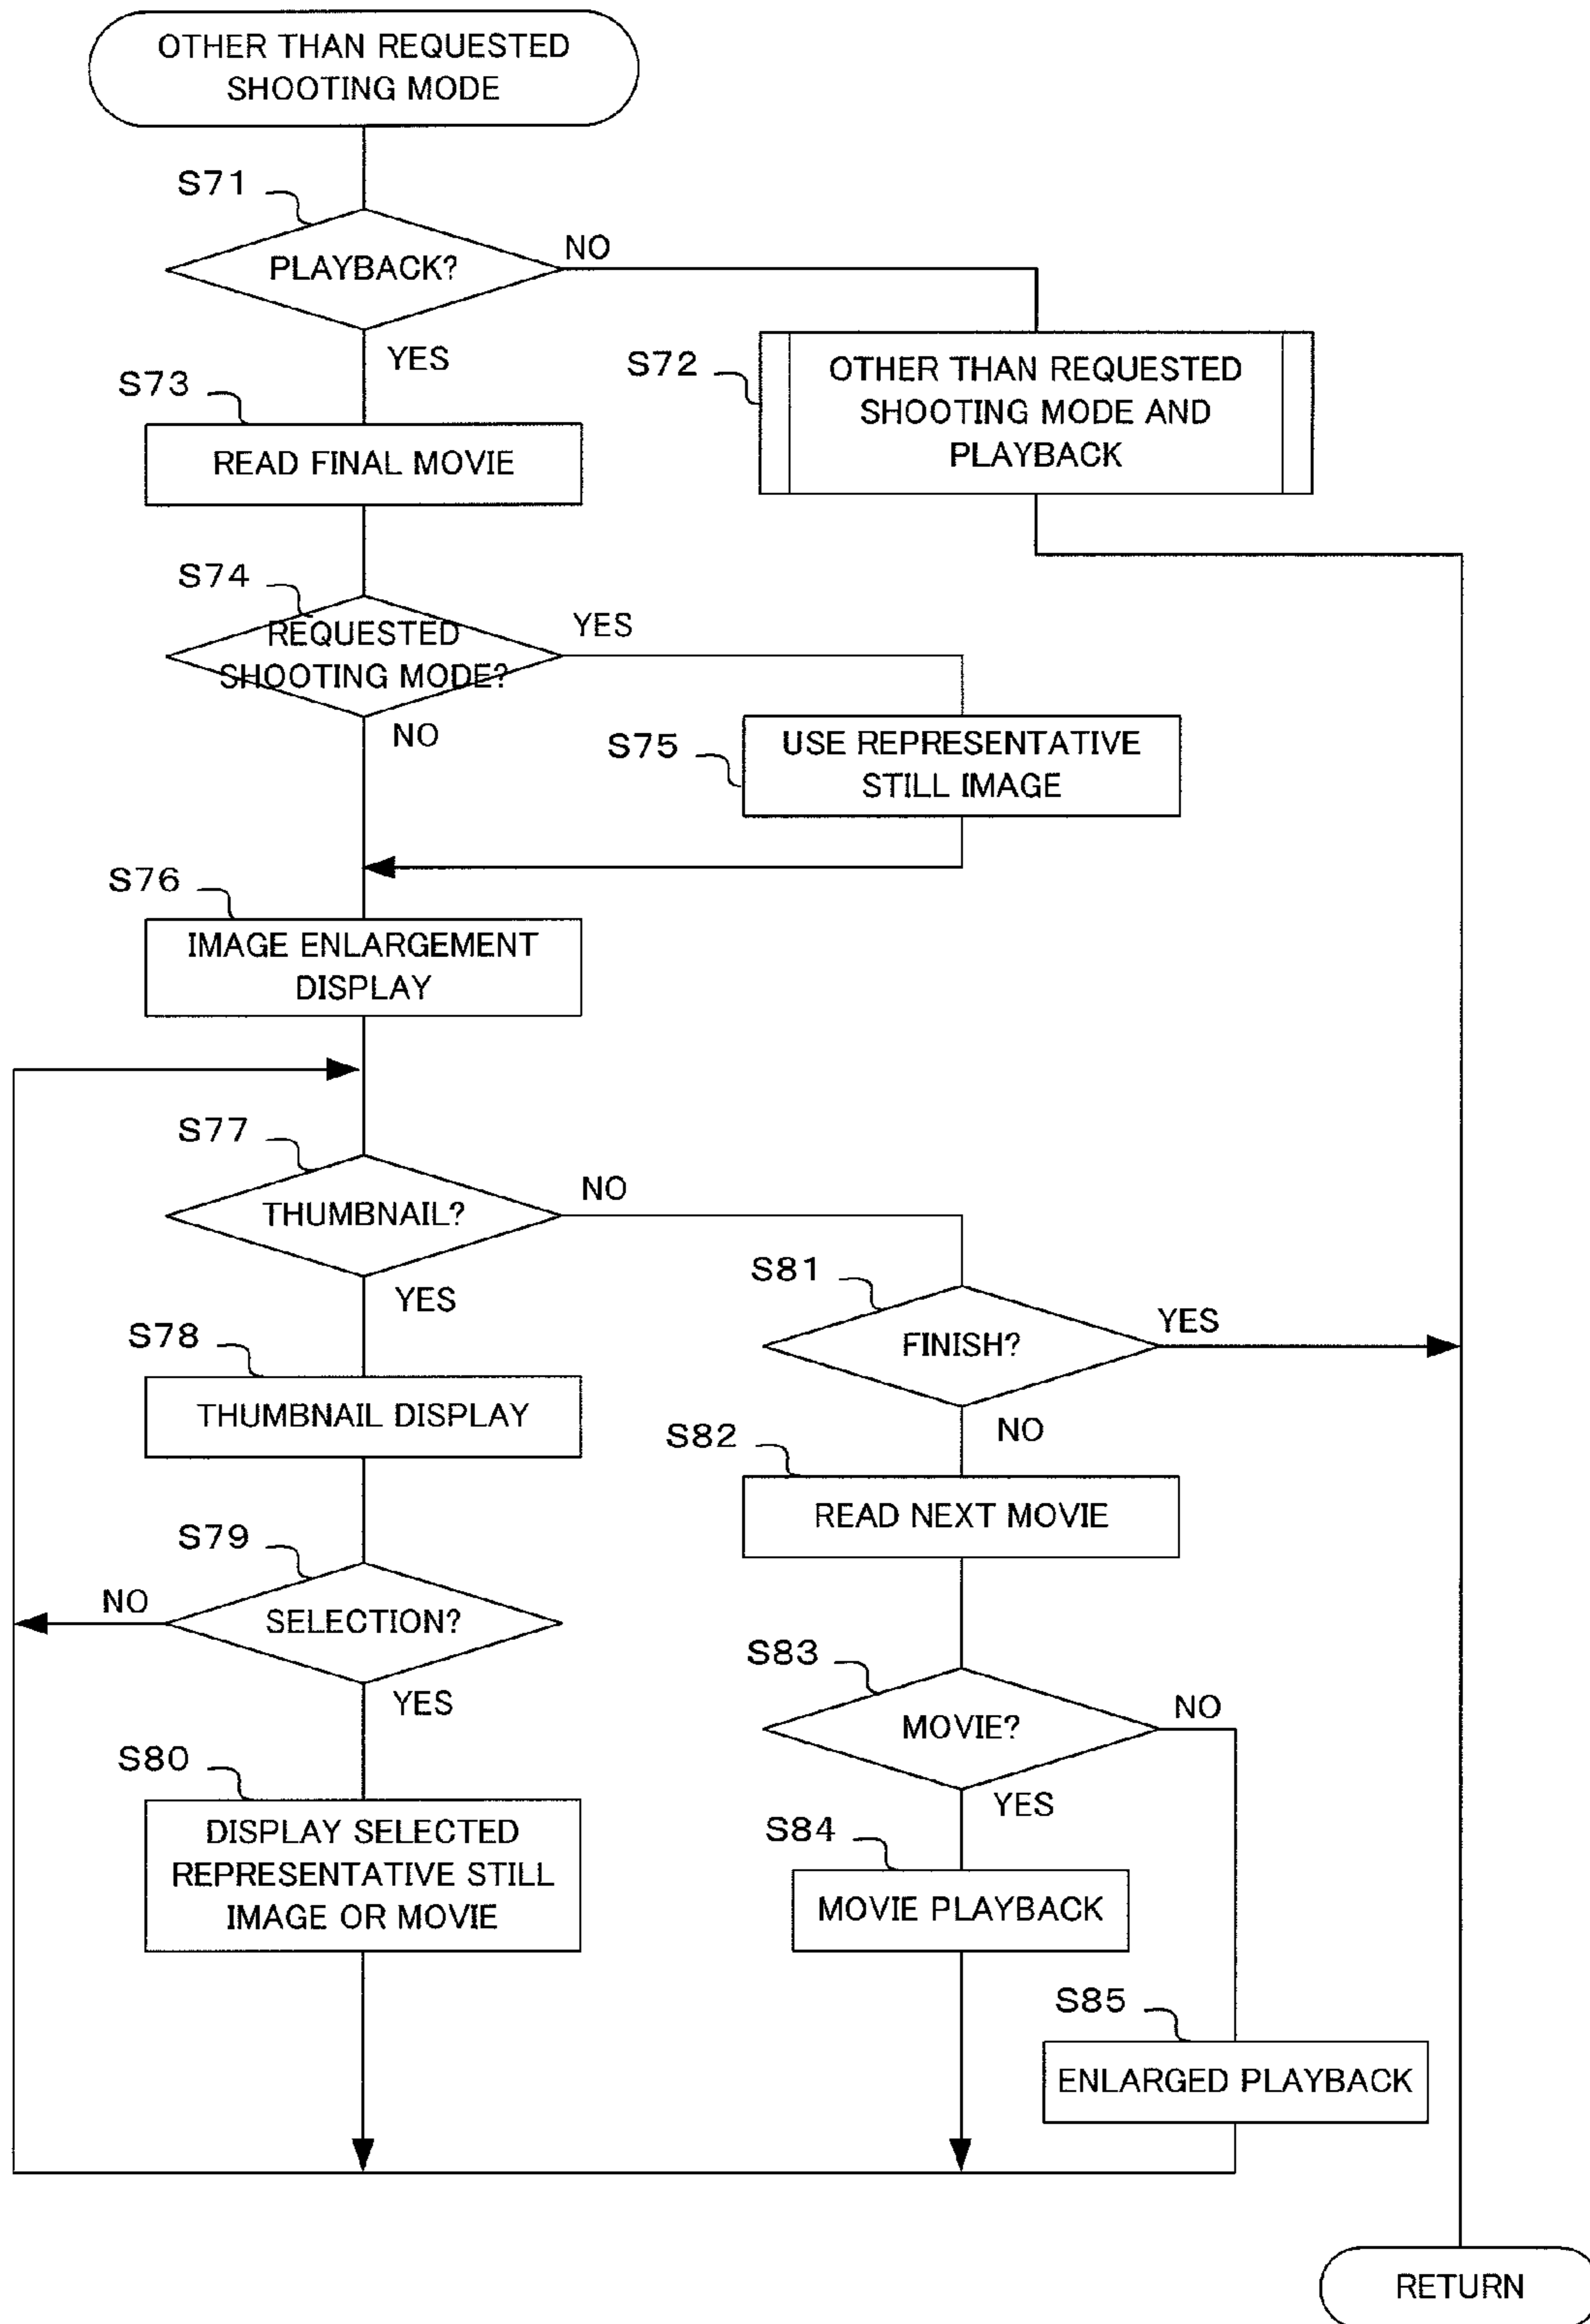 OTHER THAN REQUESTED
SHOOTING MODE
S71
PLAYBACK?
NO
YES
S72
OTHER THAN REQUESTED
SHOOTING MODE AND
PLAYBACK
S73
READ FINAL MOVIE
S74
REQUESTED
SHOOTING MODE?
YES
NO
S75
USE REPRESENTATIVE
STILL IMAGE
S76
IMAGE ENLARGEMENT
DISPLAY
S77
THUMBNAIL?
NO
YES
S78
THUMBNAIL DISPLAY
S79
SELECTION?
NO
YES
S80
DISPLAY SELECTED
REPRESENTATIVE STILL
IMAGE OR MOVIE
S81
FINISH?
YES
NO
S82
READ NEXT MOVIE
S83
MOVIE?
NO
YES
S84
MOVIE PLAYBACK
S85
ENLARGED PLAYBACK
RETURN